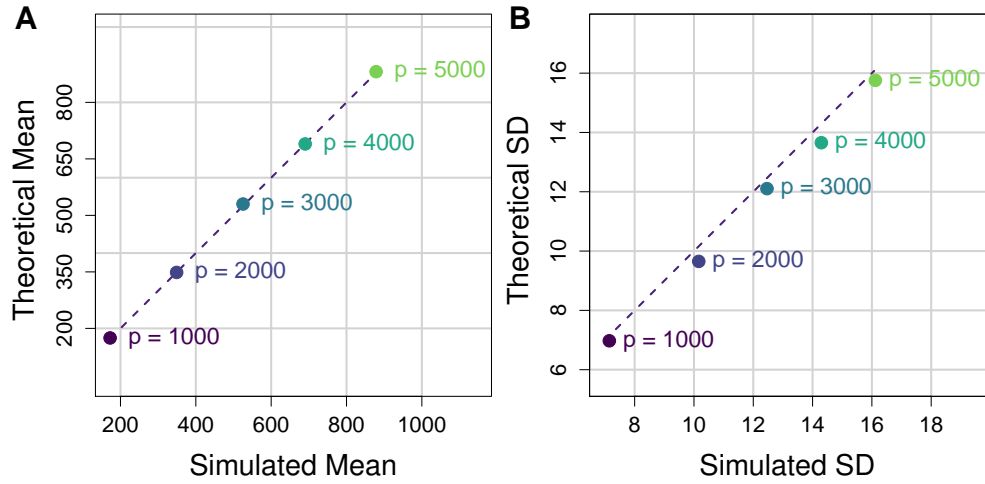 A
Theoretical Mean
800
650
500
350
200
p = 5000
p = 4000
p = 3000
p = 2000
p = 1000
200 400 600 800 1000
Simulated Mean
B
Theoretical SD
16
14
12
10
8
6
p = 5000
p = 4000
p = 3000
p = 2000
p = 1000
8 10 12 14 16 18
Simulated SD